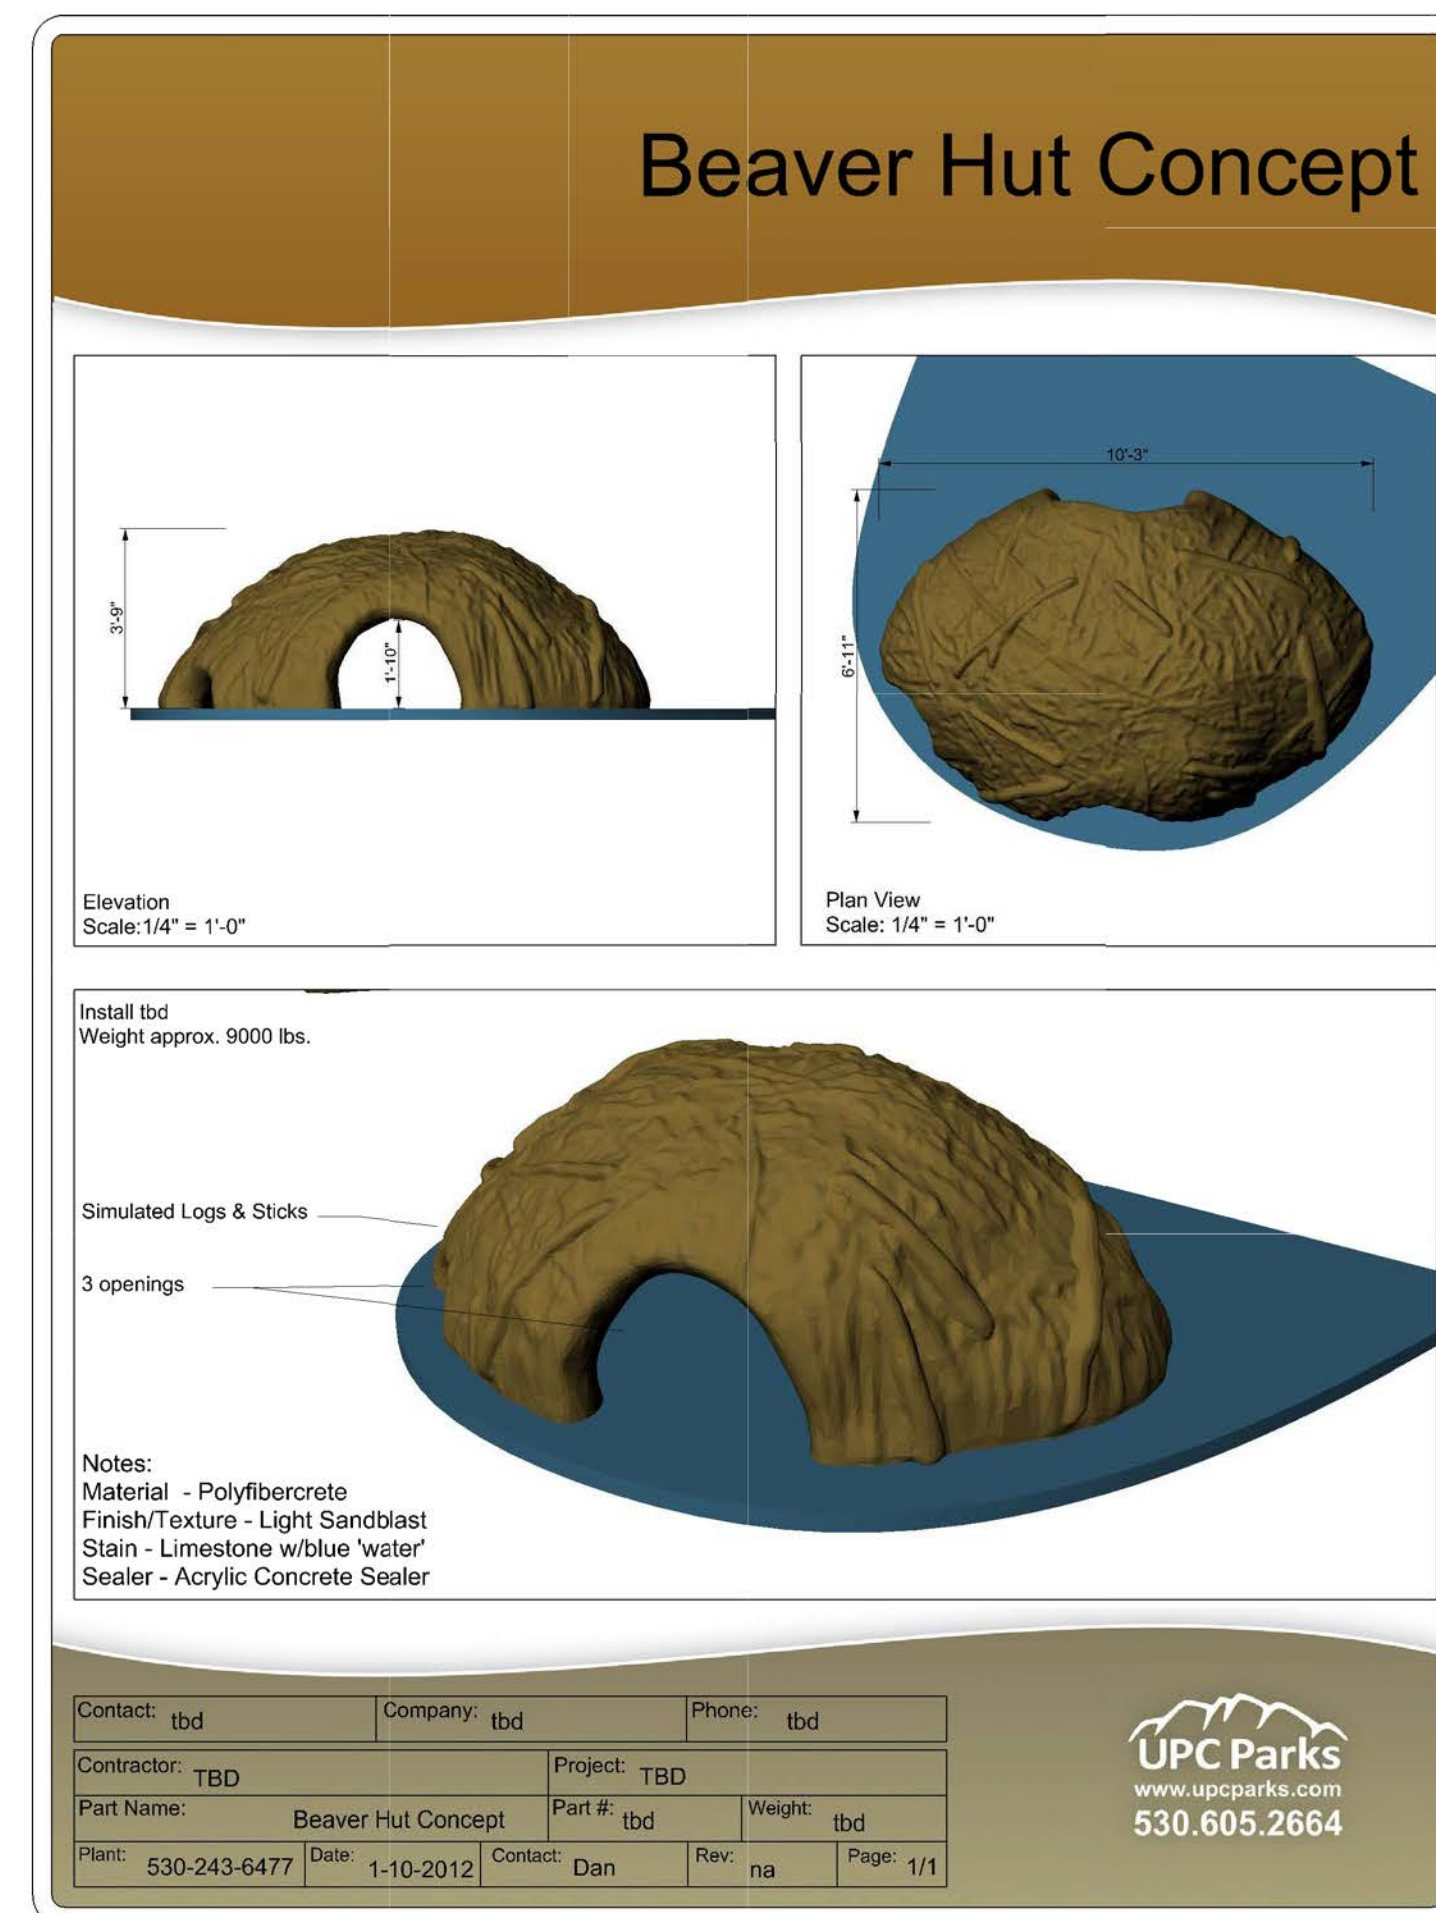 Beaver Hut Concept
3'-9"
1'-10"
Elevation
Scale:1/4" = 1'-0"
10'-3"
6'-11"
Plan View
Scale: 1/4" = 1'-0"
Install tbd
Weight approx. 9000 lbs.
Simulated Logs & Sticks
3 openings
Notes:
Material - Polyfibercrete
Finish/Texture - Light Sandblast
Stain - Limestone w/blue 'water'
Sealer - Acrylic Concrete Sealer
Contact: tbd Company: tbd Phone: tbd
Contractor: TBD Project: TBD
Part Name: Beaver Hut Concept Part #: tbd Weight: tbd
Plant: 530-243-6477 Date: 1-10-2012 Contact: Dan Rev: na Page: 1/1
UPC Parks
www.upcparks.com
530.605.2664